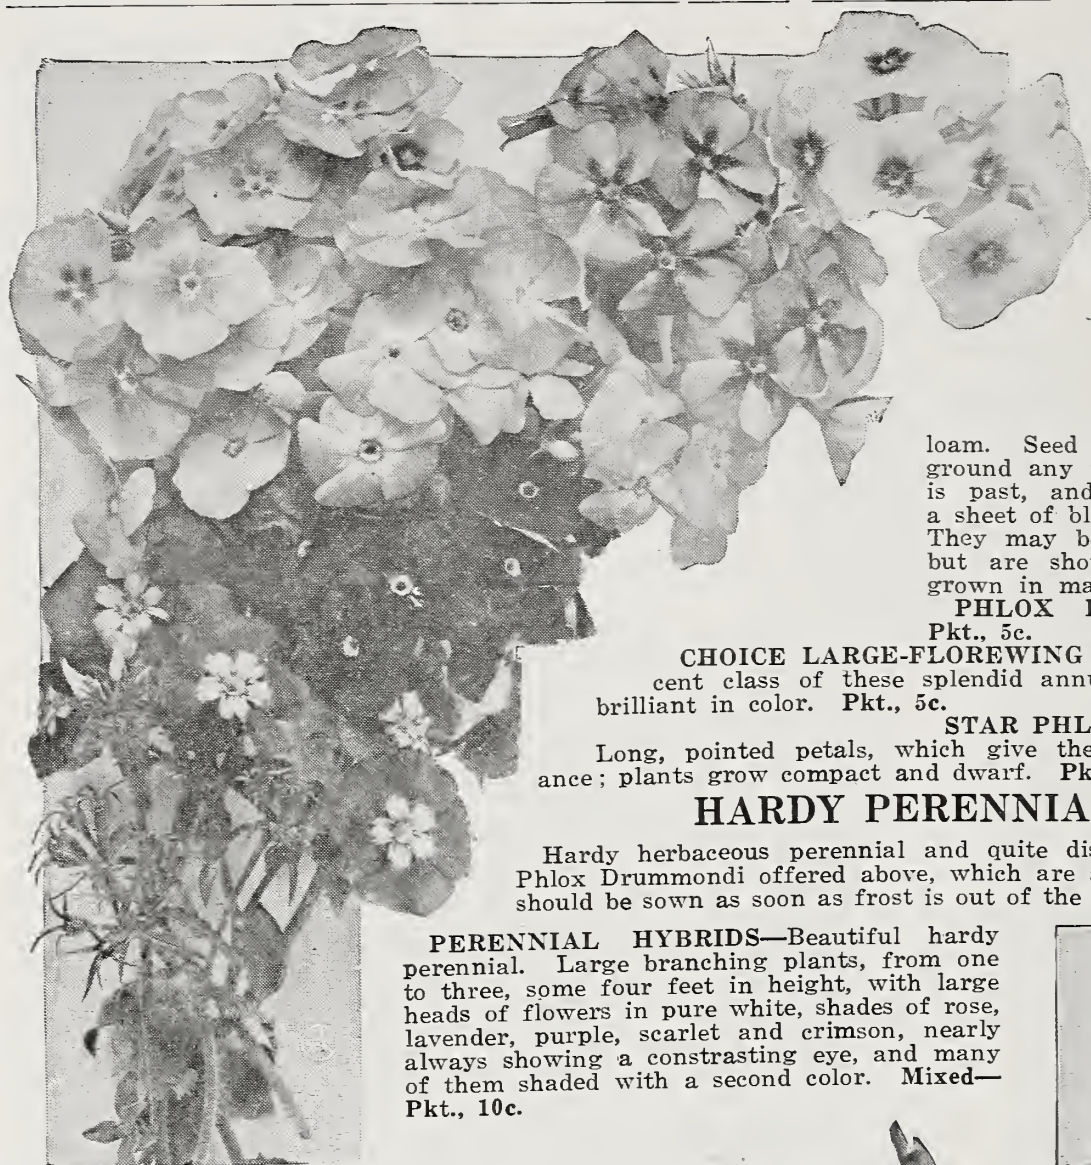 loam. Seed
ground any
is past, and
a sheet of bl
They may b
but are sho
grown in ma
PHLOX
Pkt., 5c.
CHOICE LARGE-FLOREWING
cent class of these splendid annu
brilliant in color. Pkt., 5c.
STAR PHL
Long, pointed petals, which give the
ance; plants grow compact and dwarf. Pk
HARDY PERENNIA
Hardy herbaceous perennial and quite dis
Phlox Drummondi offered above, which are
should be sown as soon as frost is out of the
PERENNIAL HYBRIDS—Beautiful hardy
perennial. Large branching plants, from one
to three, some four feet in height, with large
heads of flowers in pure white, shades of rose,
lavender, purple, scarlet and crimson, nearly
always showing a constrasting eye, and many
of them shaded with a second color. Mixed—
Pkt., 10c.